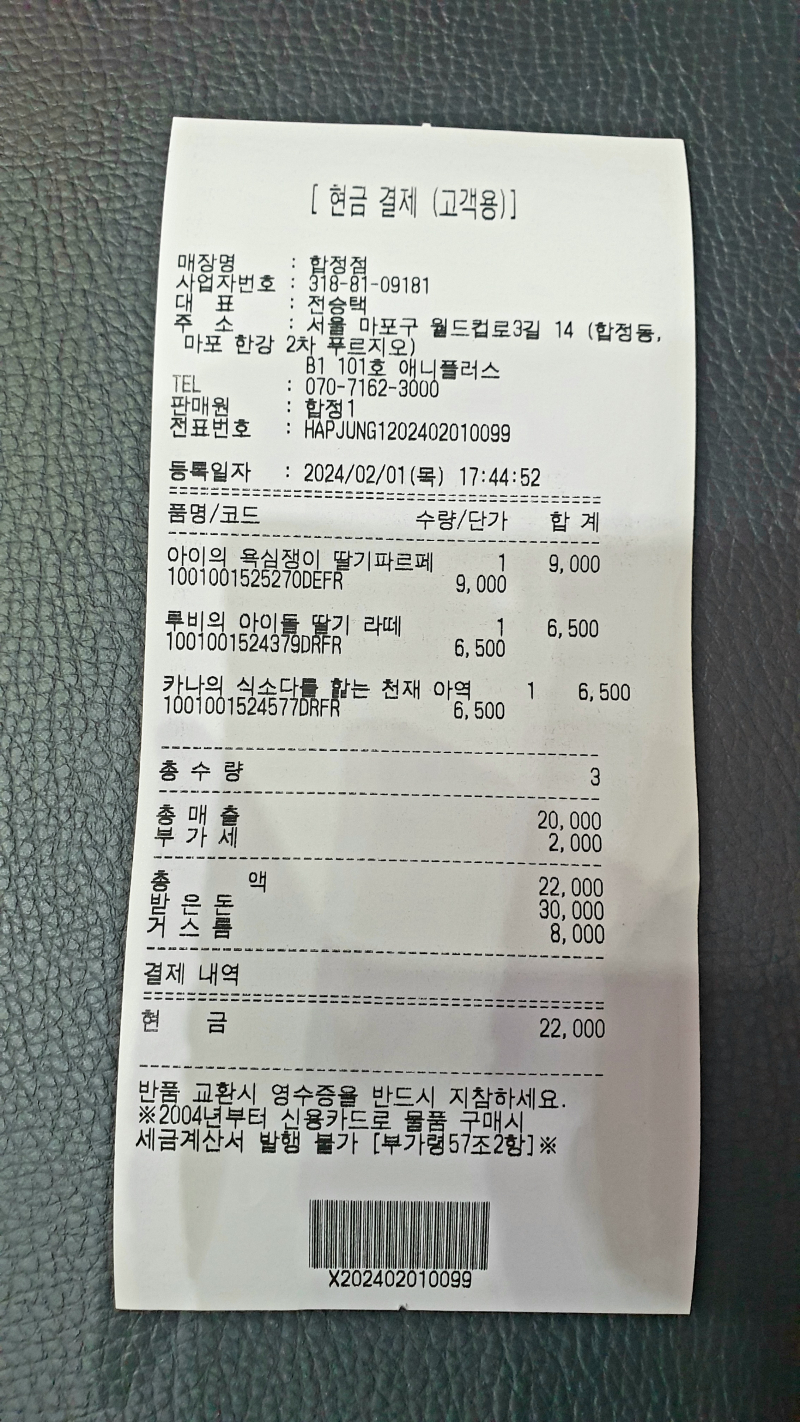 [ 현금 결제 (고객용)]
매장명 : 합정점
사업자번호 : 318-81-09181
대 표 : 전승택
주 소 : 서울 마포구 월드컵로3길 14 (합정동,
마포 한강 2차 푸르지오)
B1 101호 애니플러스
TEL : 070-7162-3000
판매원 : 합정1
전표번호 : HAPJUNG1202402010099
등록일자 : 2024/02/01(목) 17:44:52
품명/코드 수량/단가 합 계
아이의 욕심쟁이 딸기파르페 1 9,000
1001001525270DEFR 9,000
루비의 아이돌 딸기 라떼 1 6,500
1001001524379DRFR 6,500
카나의 식소다를 핥는 천재 아역 1 6,500
1001001524577DRFR 6,500
총 수 량 3
총 매 출 20,000
부 가 세 2,000
총 액 22,000
받 은 돈 30,000
거 스 름 8,000
결제 내역
현 금 22,000
반품 교환시 영수증을 반드시 지참하세요.
※2004년부터 신용카드로 물품 구매시
세금계산서 발행 불가 [부가령57조2항]※
X202402010099